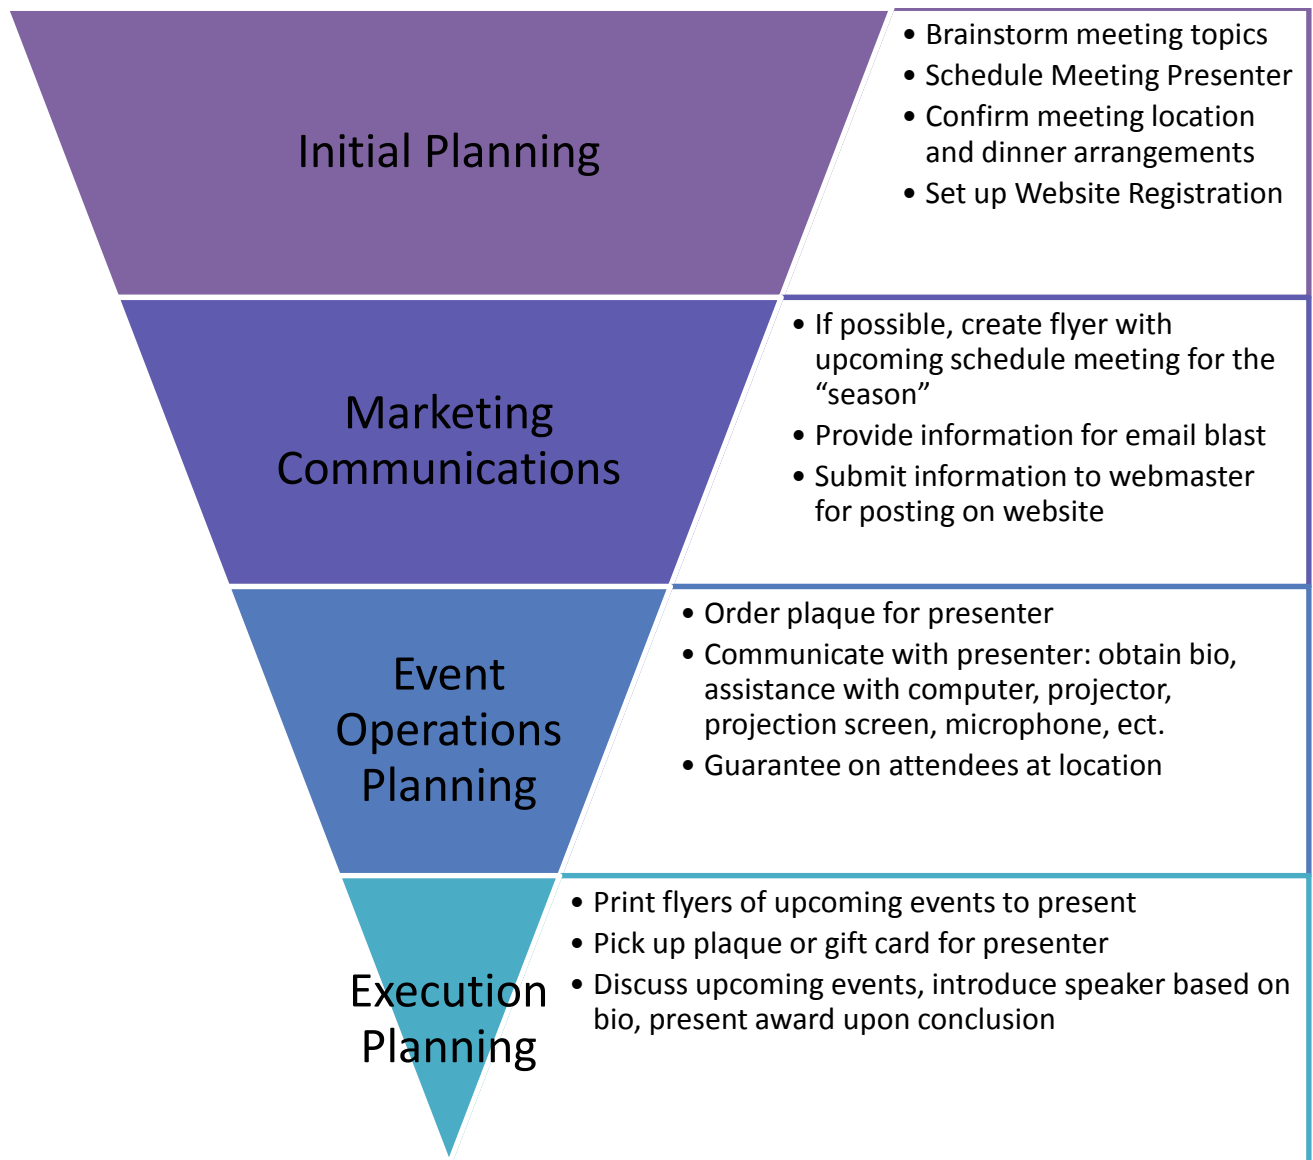 Initial Planning
• Brainstorm meeting topics
• Schedule Meeting Presenter
• Confirm meeting location
and dinner arrangements
• Set up Website Registration
Marketing
Communications
• If possible, create flyer with
upcoming schedule meeting for the
“season”
• Provide information for email blast
• Submit information to webmaster
for posting on website
Event
Operations
Planning
• Order plaque for presenter
• Communicate with presenter: obtain bio,
assistance with computer, projector,
projection screen, microphone, ect.
• Guarantee on attendees at location
Execution
Planning
• Print flyers of upcoming events to present
• Pick up plaque or gift card for presenter
• Discuss upcoming events, introduce speaker based on
bio, present award upon conclusion